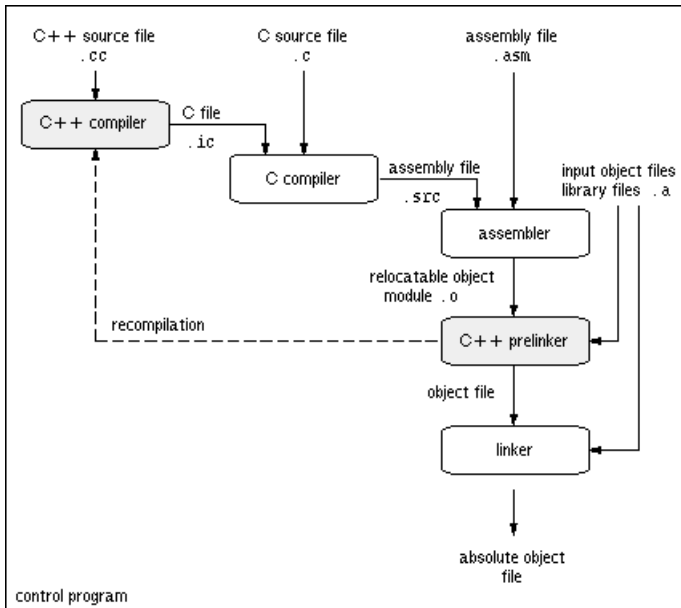 C++ source file
.cc
C source file
.c
assembly file
.asm
C++ compiler
C file
.ic
C compiler
assembly file
.src
input object files
library files .a
assembler
relocatable object
module .o
recompilation
C++ prelinker
object file
linker
absolute object
file
control program